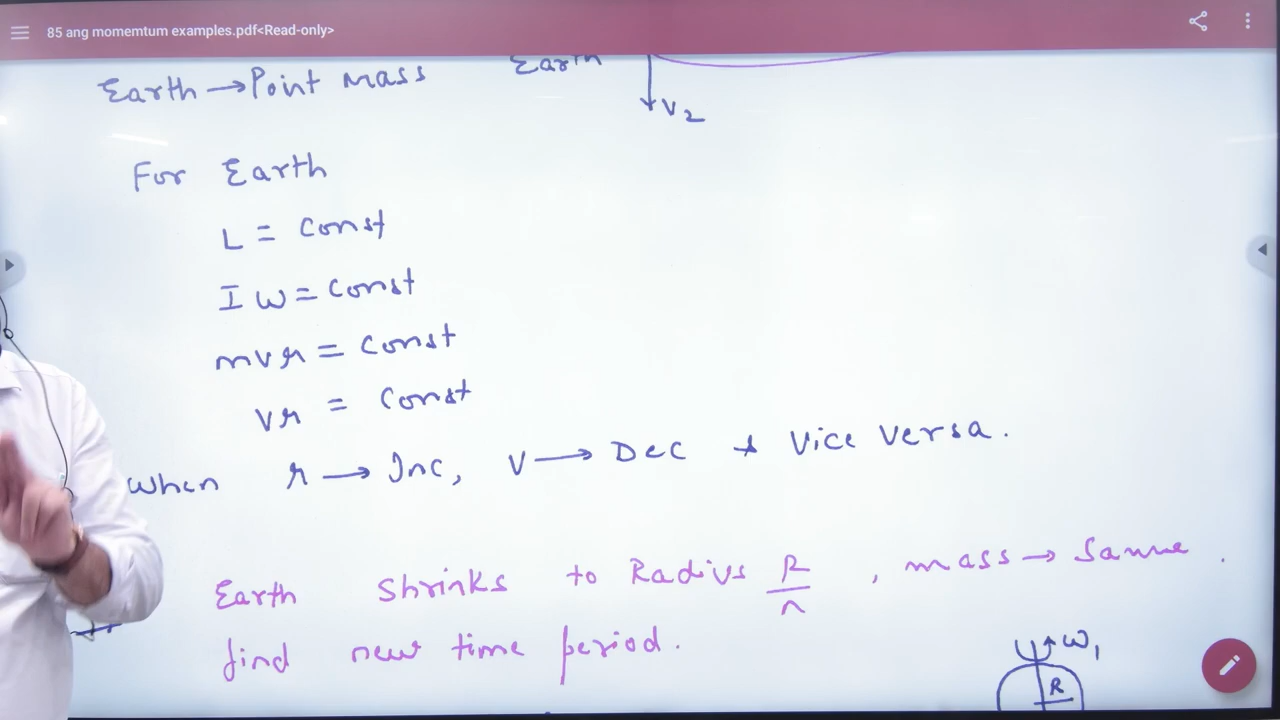 85 ang momemtum examples.pdf<Read-only>
Earth → Point mass
Earth
V2
For Earth
L = Const
I ω = Const
mvr = Const
vr = Const
When r → Inc, V → Dec & Vice Versa.
Earth Shrinks to Radius R/n, mass → Same.
find new time period.
ω1
R